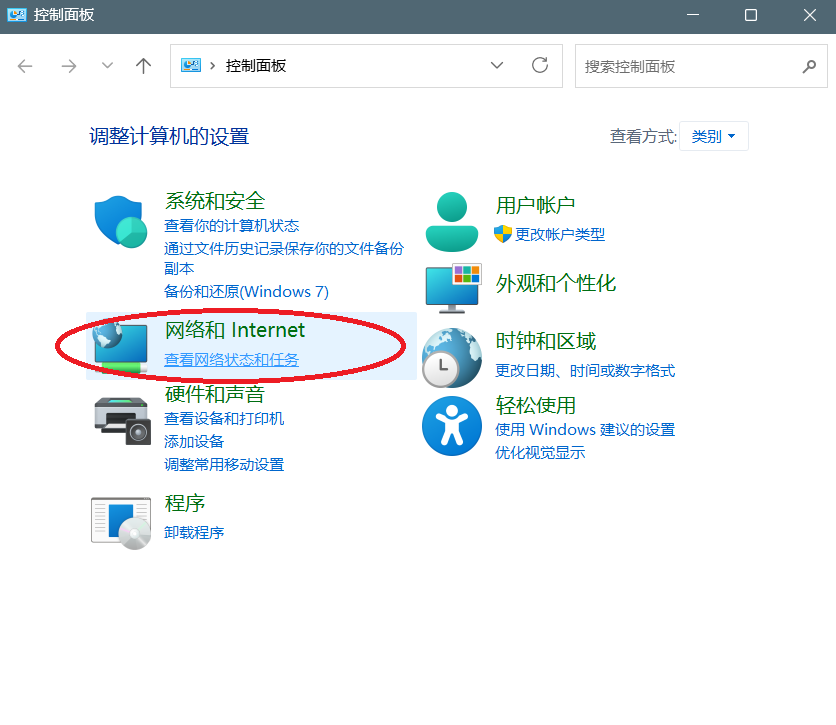 控制面板
控制面板
搜索控制面板
调整计算机的设置
查看方式:
类别
系统和安全
查看你的计算机状态
通过文件历史记录保存你的文件备份
副本
备份和还原(Windows 7)
网络和 Internet
查看网络状态和任务
硬件和声音
查看设备和打印机
添加设备
调整常用移动设置
程序
卸载程序
用户帐户
更改帐户类型
外观和个性化
时钟和区域
更改日期、时间或数字格式
轻松使用
使用 Windows 建议的设置
优化视觉显示